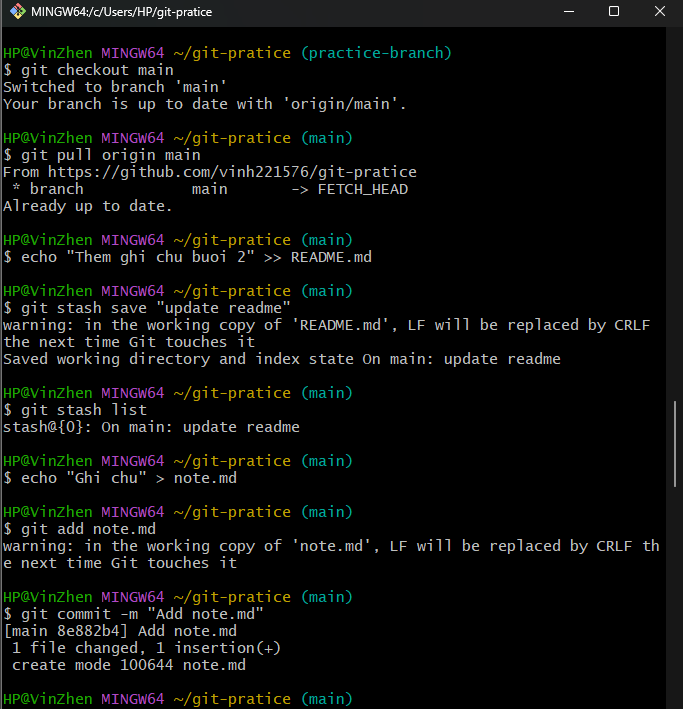 MINGW64:/c/Users/HP/git-pratice
HP@VinZhen MINGW64 ~/git-pratice (practice-branch)
$ git checkout main
Switched to branch 'main'
Your branch is up to date with 'origin/main'.
HP@VinZhen MINGW64 ~/git-pratice (main)
$ git pull origin main
From https://github.com/vinh221576/git-pratice
 * branch            main       -> FETCH_HEAD
Already up to date.
HP@VinZhen MINGW64 ~/git-pratice (main)
$ echo "Them ghi chu buoi 2" >> README.md
HP@VinZhen MINGW64 ~/git-pratice (main)
$ git stash save "update readme"
warning: in the working copy of 'README.md', LF will be replaced by CRLF
the next time Git touches it
Saved working directory and index state On main: update readme
HP@VinZhen MINGW64 ~/git-pratice (main)
$ git stash list
stash@{0}: On main: update readme
HP@VinZhen MINGW64 ~/git-pratice (main)
$ echo "Ghi chu" > note.md
HP@VinZhen MINGW64 ~/git-pratice (main)
$ git add note.md
warning: in the working copy of 'note.md', LF will be replaced by CRLF th
e next time Git touches it
HP@VinZhen MINGW64 ~/git-pratice (main)
$ git commit -m "Add note.md"
[main 8e882b4] Add note.md
 1 file changed, 1 insertion(+)
 create mode 100644 note.md
HP@VinZhen MINGW64 ~/git-pratice (main)